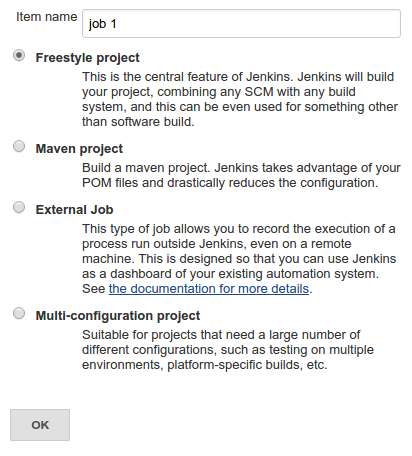 Item name job 1
Freestyle project
This is the central feature of Jenkins. Jenkins will build
your project, combining any SCM with any build
system, and this can be even used for something other
than software build.
Maven project
Build a maven project. Jenkins takes advantage of your
POM files and drastically reduces the configuration.
External Job
This type of job allows you to record the execution of a
process run outside Jenkins, even on a remote
machine. This is designed so that you can use Jenkins
as a dashboard of your existing automation system.
See the documentation for more details.
Multi-configuration project
Suitable for projects that need a large number of
different configurations, such as testing on multiple
environments, platform-specific builds, etc.
OK